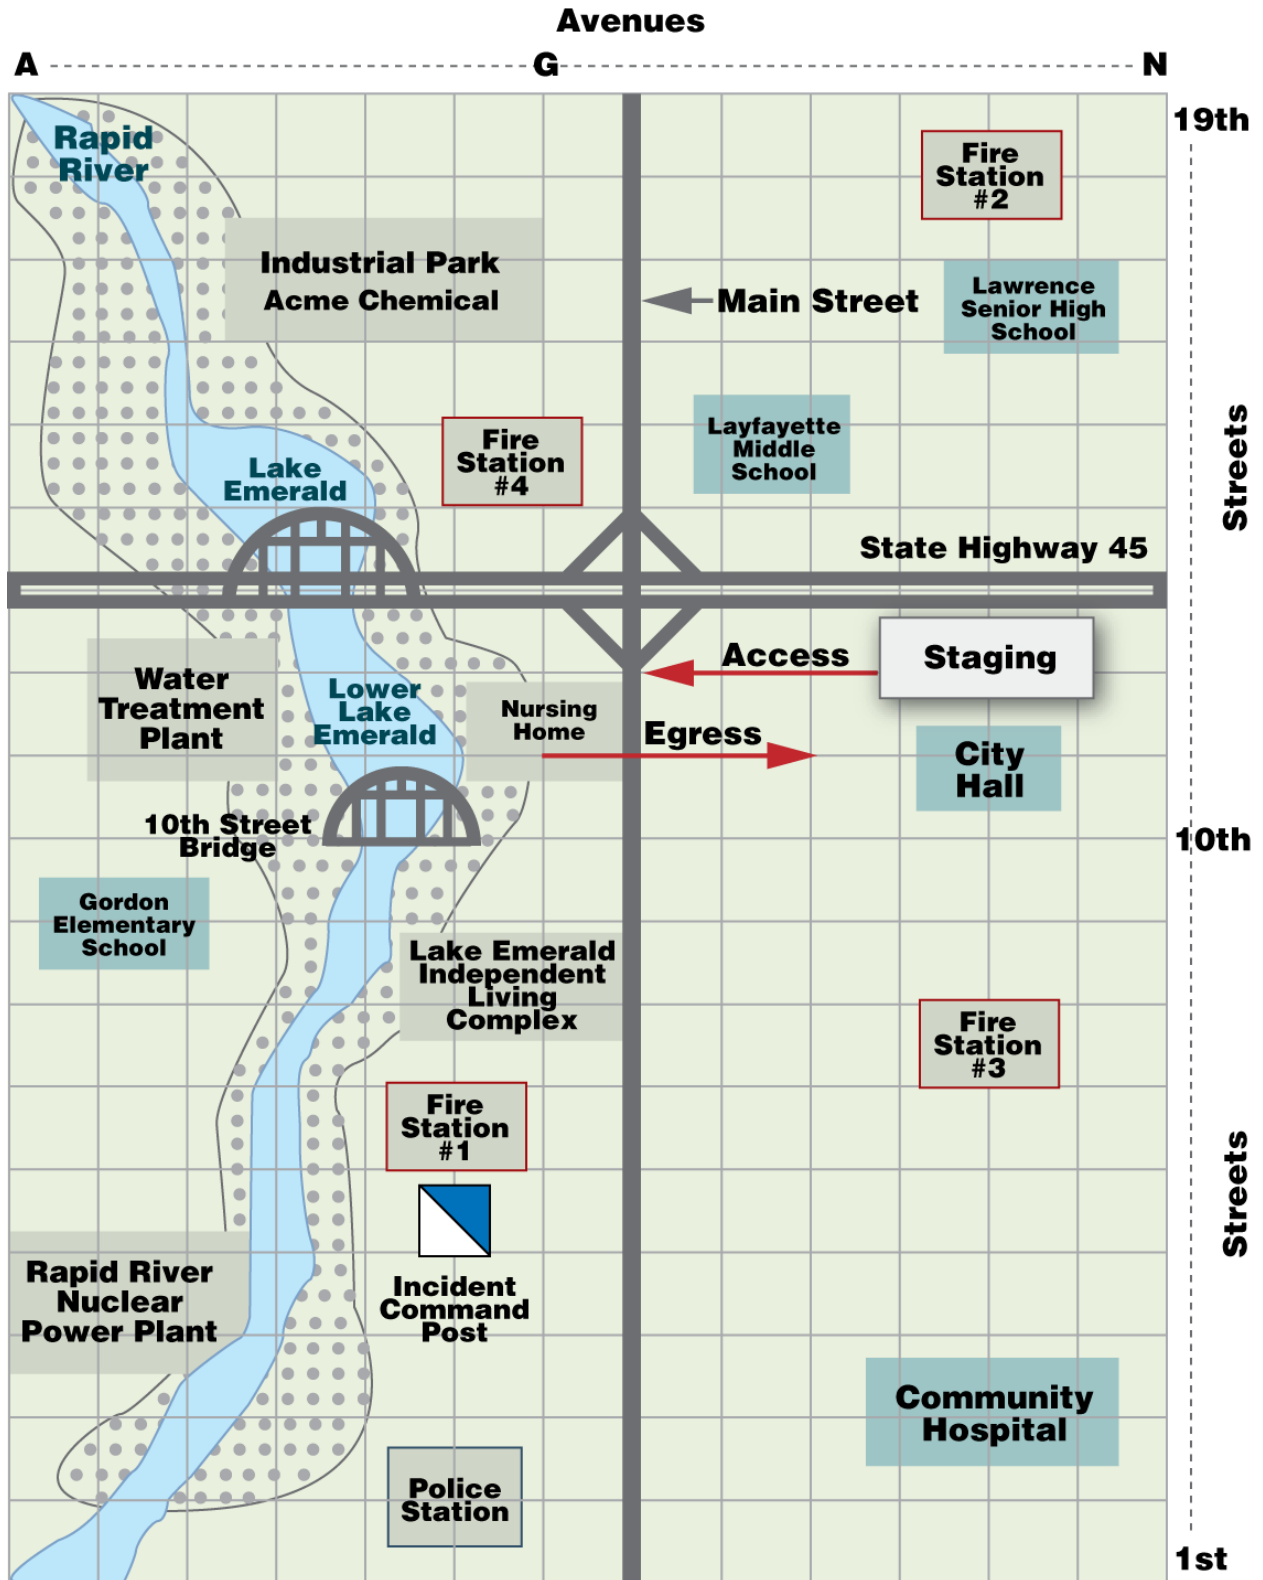 Avenues
A
G
N
19th
Rapid
River
Fire
Station
#2
Industrial Park
Acme Chemical
Main Street
Lawrence
Senior High
School
Layfayette
Middle
School
Fire
Station
#4
Lake
Emerald
Streets
State Highway 45
Staging
Access
Water
Treatment
Plant
Lower
Lake
Emerald
Nursing
Home
Egress
City
Hall
10th Street
Bridge
10th
Gordon
Elementary
School
Lake Emerald
Independent
Living
Complex
Fire
Station
#3
Fire
Station
#1
Streets
Rapid River
Nuclear
Power Plant
Incident
Command
Post
Community
Hospital
Police
Station
1st